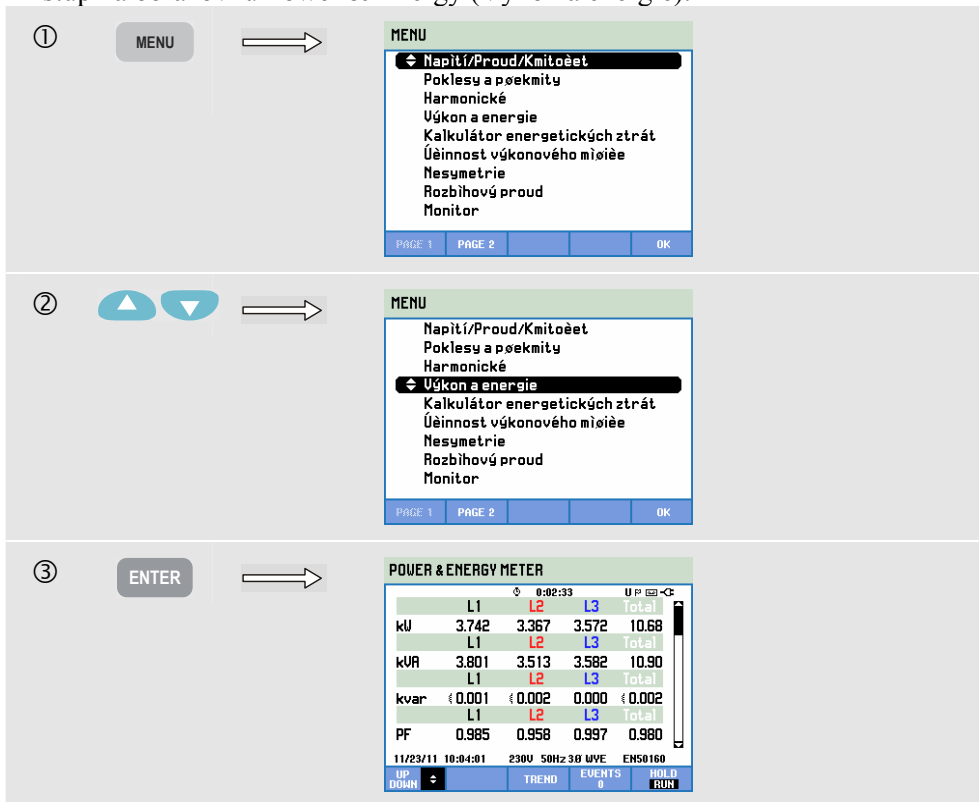 ①
MENU
MENU
Napìtí/Proud/Kmitoèet
Poklesy a pøekmity
Harmonické
Výkon a energie
Kalkulátor energetických ztrát
Úèinnost výkonového mìøièe
Nesymetrie
Rozbìhový proud
Monitor
PAGE 1 PAGE 2 OK
②
MENU
Napìtí/Proud/Kmitoèet
Poklesy a pøekmity
Harmonické
Výkon a energie
Kalkulátor energetických ztrát
Úèinnost výkonového mìøièe
Nesymetrie
Rozbìhový proud
Monitor
PAGE 1 PAGE 2 OK
③
ENTER
POWER & ENERGY METER
0:02:33 U
L1 L2 L3 Total
kW 3.742 3.367 3.572 10.68
L1 L2 L3 Total
kVA 3.801 3.513 3.582 10.90
L1 L2 L3 Total
kvar 0.001 0.002 0.000 0.002
L1 L2 L3 Total
PF 0.985 0.958 0.997 0.980
11/23/11 10:04:01 230V 50Hz 3Ø WYE EN50160
UP DOWN TREND EVENTS 0 HOLD RUN